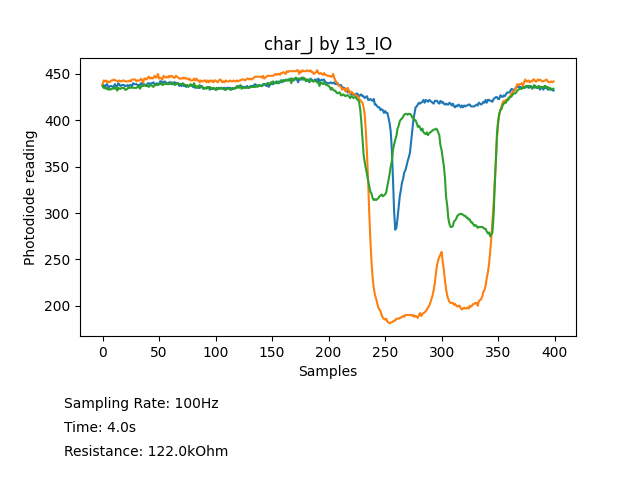 char_J by 13_IO
450
400
350
300
250
200
Photodiode reading
0 50 100 150 200 250 300 350 400
Samples
Sampling Rate: 100Hz
Time: 4.0s
Resistance: 122.0kOhm